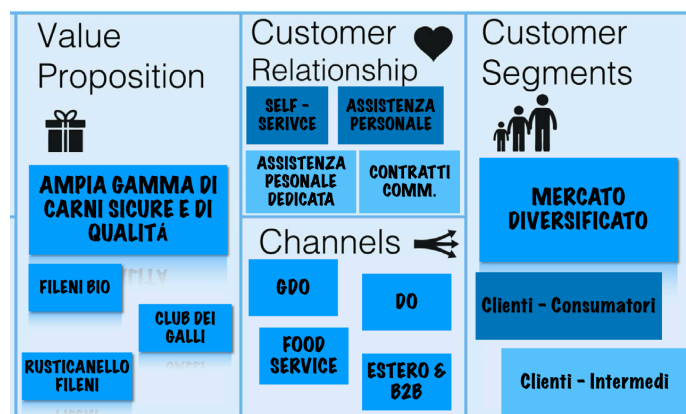 Value
Proposition
AMPIA GAMMA DI
CARNI SICURE E DI
QUALITÁ
FILENI BIO
CLUB DEI
GALLI
RUSTICANELLO
FILENI
Customer
Relationship
SELF -
SERIVCE
ASSISTENZA
PERSONALE
ASSISTENZA
PESONALE
DEDICATA
CONTRATTI
COMM.
Channels
GDO
DO
FOOD
SERVICE
ESTERO &
B2B
Customer
Segments
MERCATO
DIVERSIFICATO
Clienti - Consumatori
Clienti - Intermedi